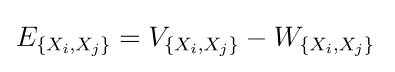 $E_{\{X_i, X_j\}} = V_{\{X_i, X_j\}} - W_{\{X_i, X_j\}}$